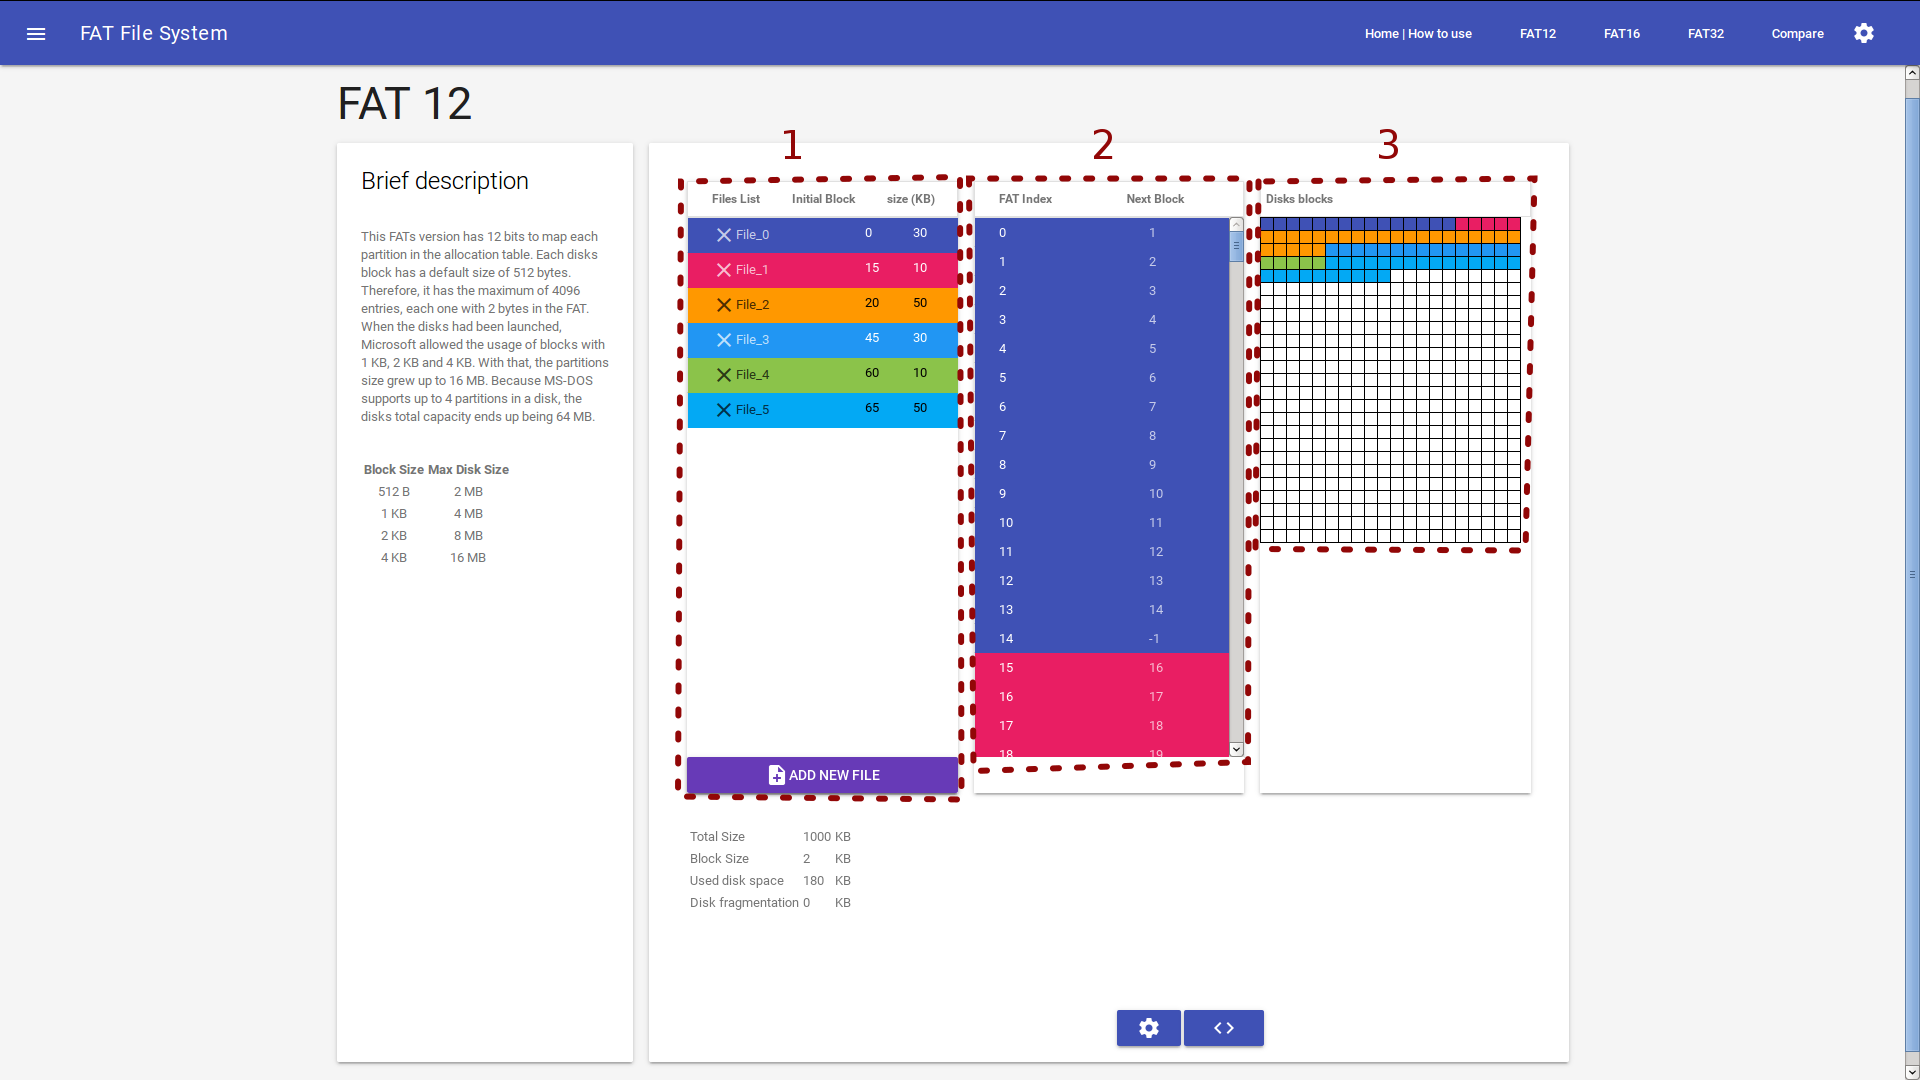 FAT File System
Home | How to use FAT12 FAT16 FAT32 Compare
FAT 12
1 2 3
Brief description
This FATs version has 12 bits to map each
partition in the allocation table. Each disks
block has a default size of 512 bytes.
Therefore, it has the maximum of 4096
entries, each one with 2 bytes in the FAT.
When the disks had been launched,
Microsoft allowed the usage of blocks with
1 KB, 2 KB and 4 KB. With that, the partitions
size grew up to 16 MB. Because MS-DOS
supports up to 4 partitions in a disk, the
disks total capacity ends up being 64 MB.
Block Size Max Disk Size
512 B 2 MB
1 KB 4 MB
2 KB 8 MB
4 KB 16 MB
Files List Initial Block size (KB)
File_0 0 30
File_1 15 10
File_2 20 50
File_3 45 30
File_4 60 10
File_5 65 50
ADD NEW FILE
FAT Index Next Block
0 1
1 2
2 3
3 4
4 5
5 6
6 7
7 8
8 9
9 10
10 11
11 12
12 13
13 14
14 -1
15 16
16 17
17 18
18 19
Disks blocks
Total Size 1000 KB
Block Size 2 KB
Used disk space 180 KB
Disk fragmentation 0 KB